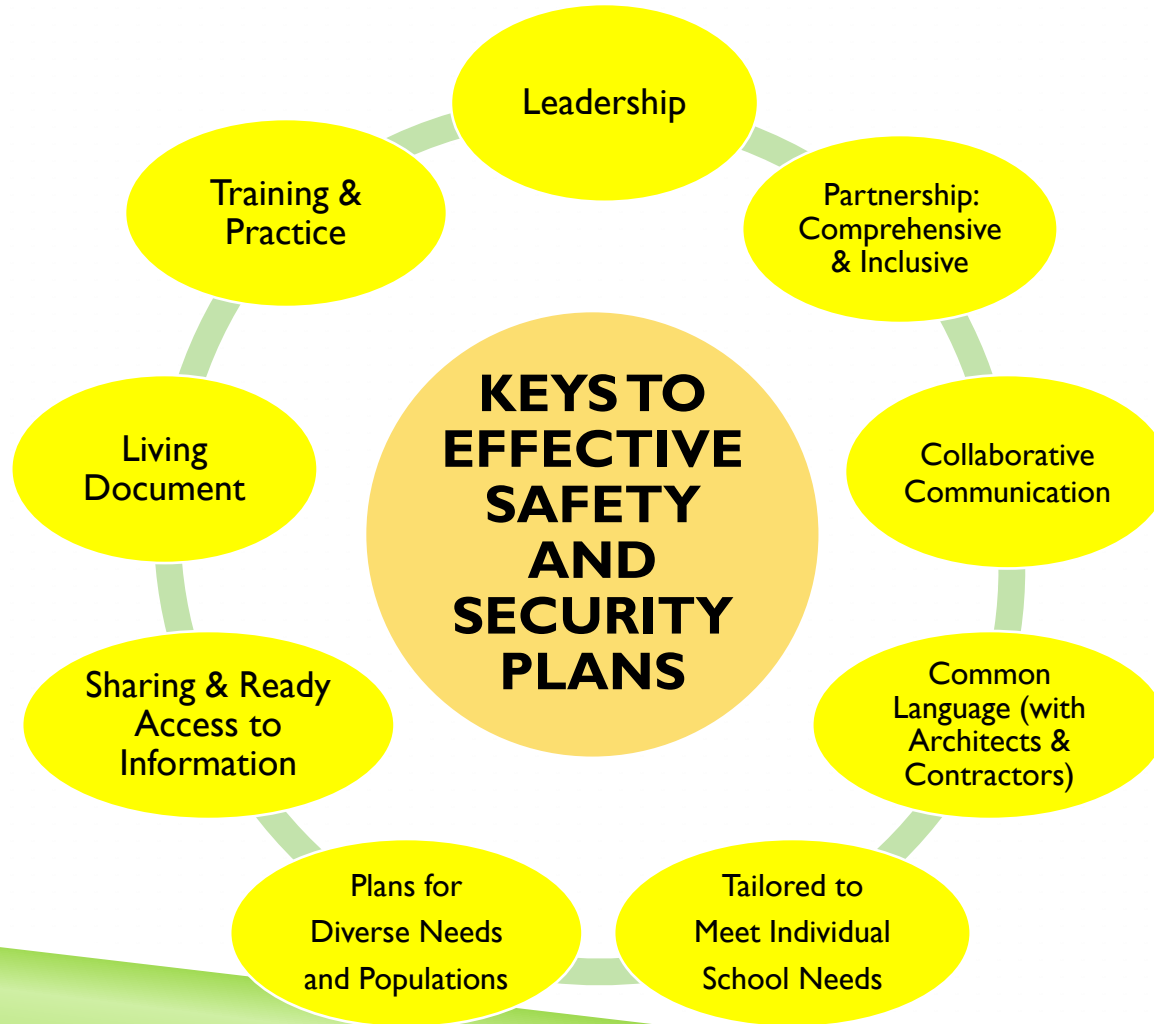 Leadership
Partnership:
Comprehensive
& Inclusive
Collaborative
Communication
Common
Language (with
Architects &
Contractors)
Tailored to
Meet Individual
School Needs
Plans for
Diverse Needs
and Populations
Sharing & Ready
Access to
Information
Living
Document
Training &
Practice
KEYS TO
EFFECTIVE
SAFETY
AND
SECURITY
PLANS